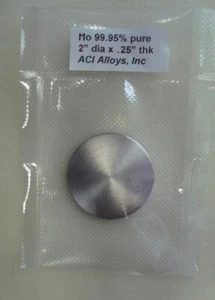 Mo 99.95% pure
2" dia x .25" thk
ACI Alloys, Inc